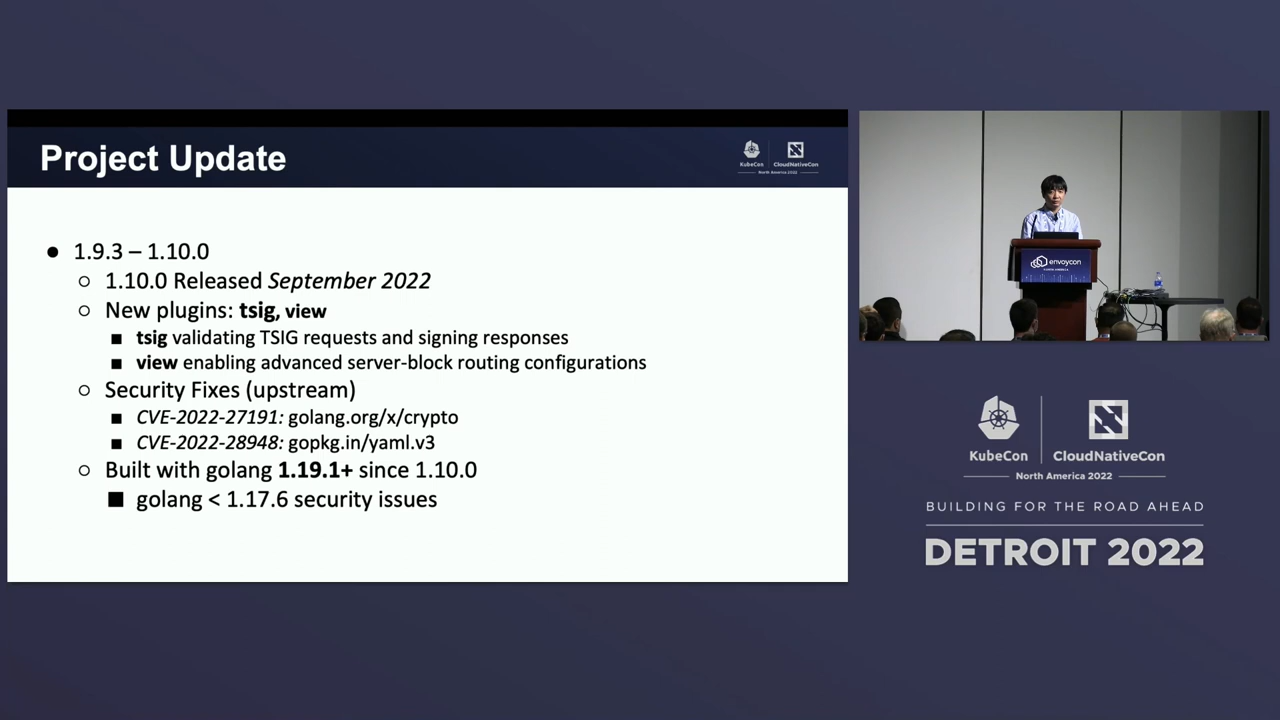 Project Update
KubeCon
CloudNativeCon
North America 2022
● 1.9.3 – 1.10.0
○ 1.10.0 Released September 2022
○ New plugins: tsig, view
■ tsig validating TSIG requests and signing responses
■ view enabling advanced server-block routing configurations
○ Security Fixes (upstream)
■ CVE-2022-27191: golang.org/x/crypto
■ CVE-2022-28948: gopkg.in/yaml.v3
○ Built with golang 1.19.1+ since 1.10.0
■ golang < 1.17.6 security issues
envoycon
KubeCon
CloudNativeCon
North America 2022
BUILDING FOR THE ROAD AHEAD
DETROIT 2022